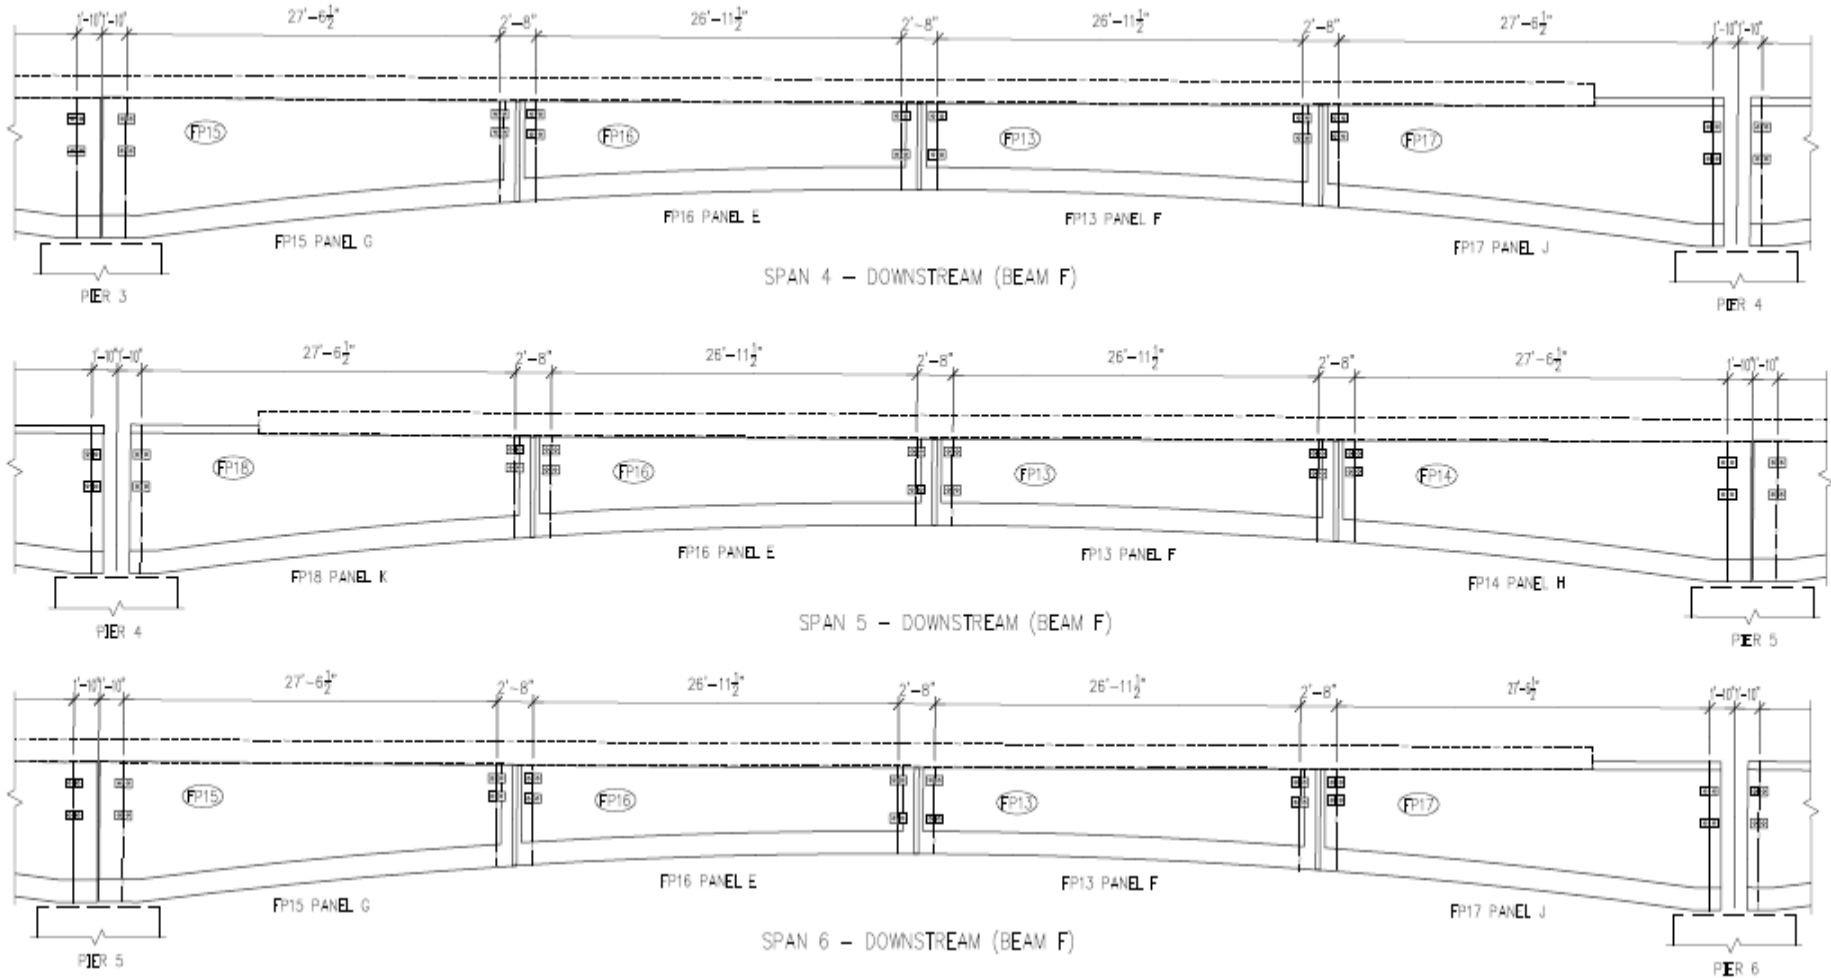 1'-10" 1'-10" 27'-6½" 2'-8" 26'-11½" 2'-8" 26'-11½" 2'-8" 27'-6½" 1'-10" 1'-10"
FP15 FP16 FP13 FP17
FP15 PANEL G FP16 PANEL E FP13 PANEL F FP17 PANEL J
SPAN 4 – DOWNSTREAM (BEAM F)
PIER 3 PIER 4
1'-10" 1'-10" 27'-6½" 2'-8" 26'-11½" 2'-8" 26'-11½" 2'-8" 27'-6½" 1'-10" 1'-10"
FP18 FP16 FP13 FP14
FP18 PANEL K FP16 PANEL E FP13 PANEL F FP14 PANEL H
SPAN 5 – DOWNSTREAM (BEAM F)
PIER 4 PIER 5
1'-10" 1'-10" 27'-6½" 2'-8" 26'-11½" 2'-8" 26'-11½" 2'-8" 27'-6½" 1'-10" 1'-10"
FP15 FP16 FP13 FP17
FP15 PANEL G FP16 PANEL E FP13 PANEL F FP17 PANEL J
SPAN 6 – DOWNSTREAM (BEAM F)
PIER 5 PIER 6